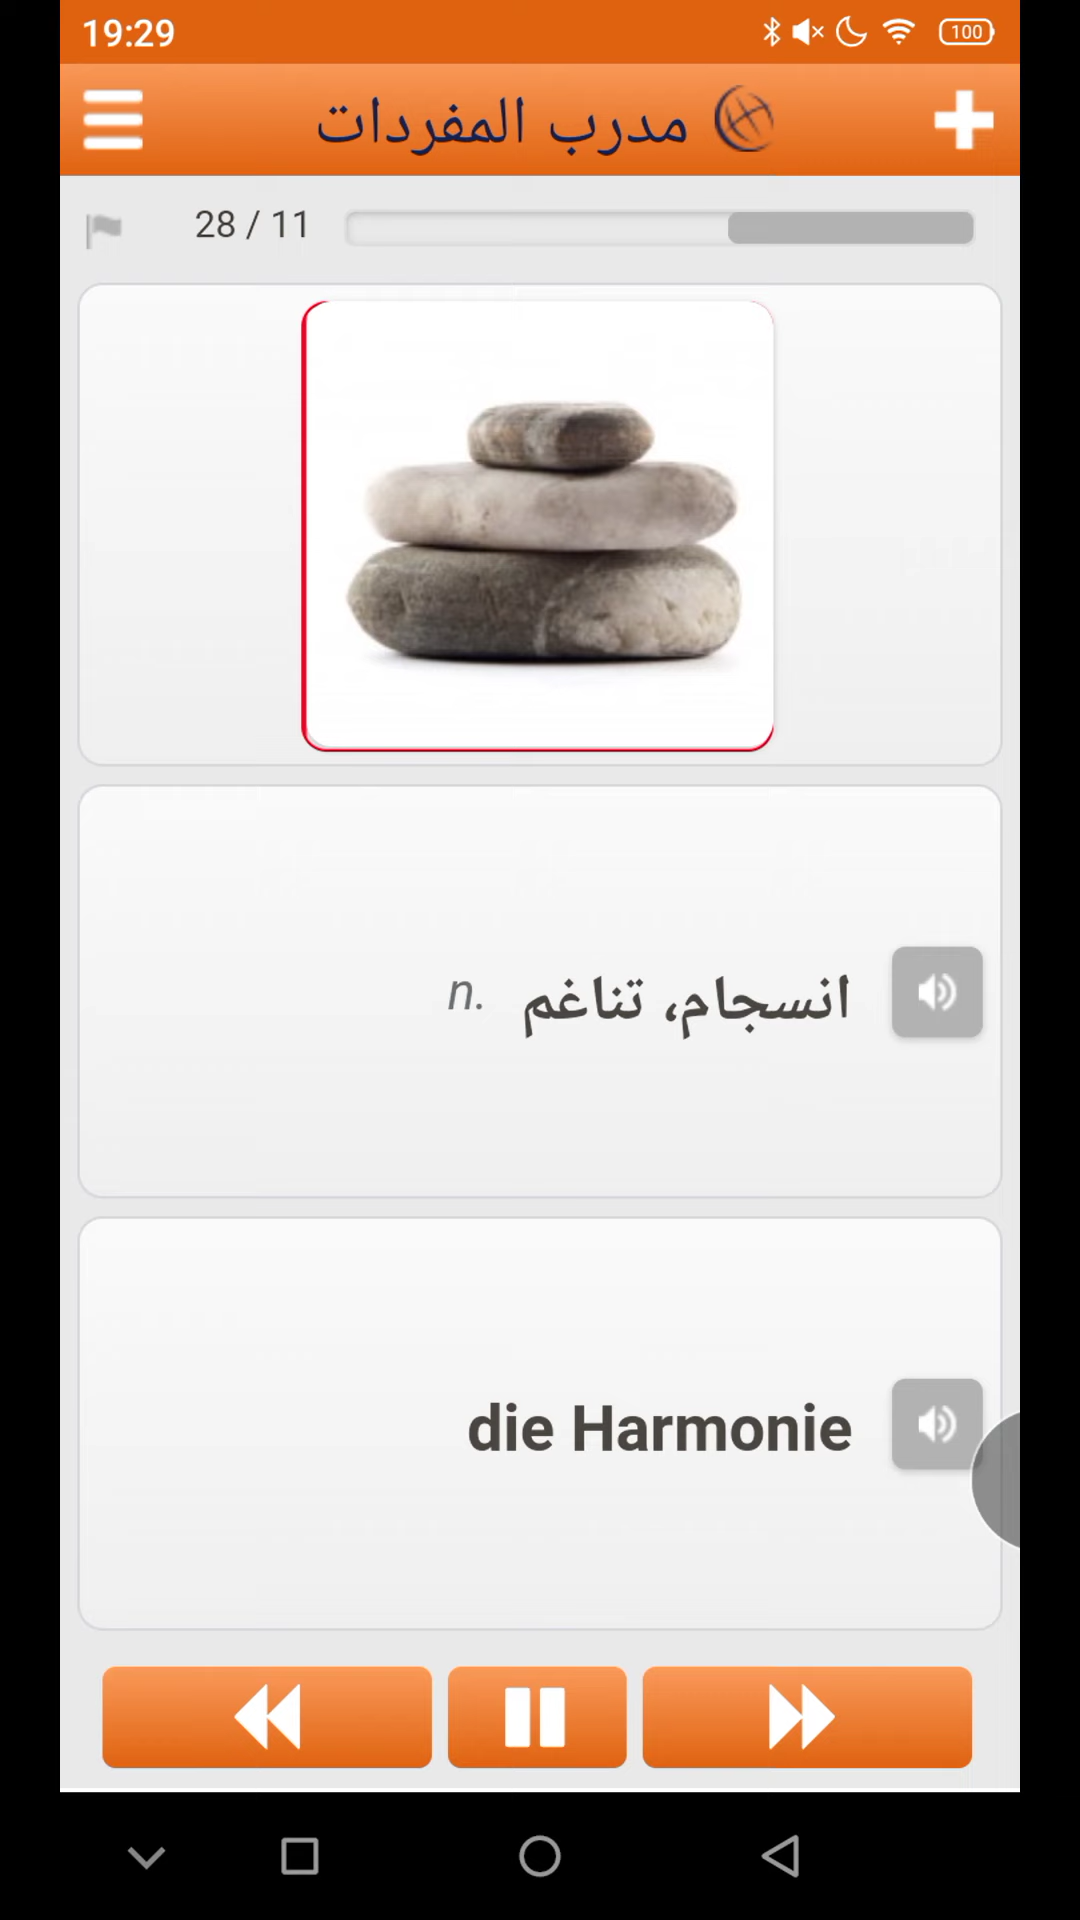 19:29
100
مدرب المفردات
28 / 11
انسجام، تناغم n.
die Harmonie